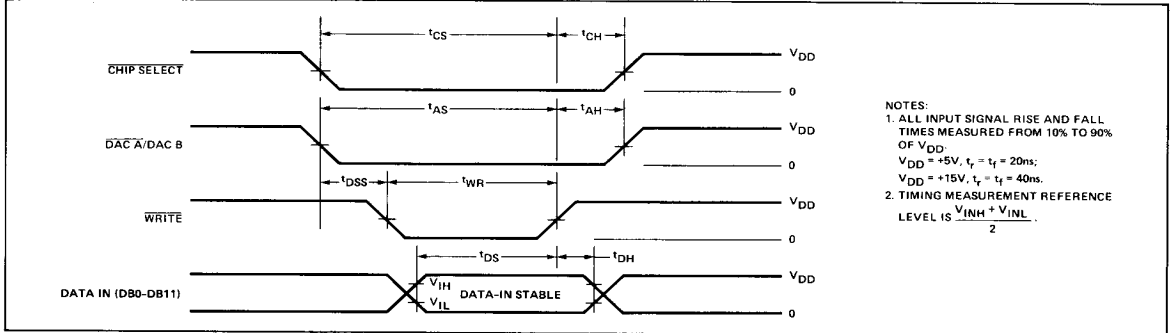 tCS tCH
VDD
CHIP SELECT
0
tAS tAH
VDD
DAC A/DAC B
0
tDSS tWR
VDD
WRITE
0
tDS tDH
VDD
VIH
DATA IN (DB0-DB11) DATA-IN STABLE
VIL
0
NOTES:
1. ALL INPUT SIGNAL RISE AND FALL
TIMES MEASURED FROM 10% TO 90%
OF VDD.
VDD = +5V, tr = tf = 20ns;
VDD = +15V, tr = tf = 40ns.
2. TIMING MEASUREMENT REFERENCE
LEVEL IS VINH + VINL / 2 .